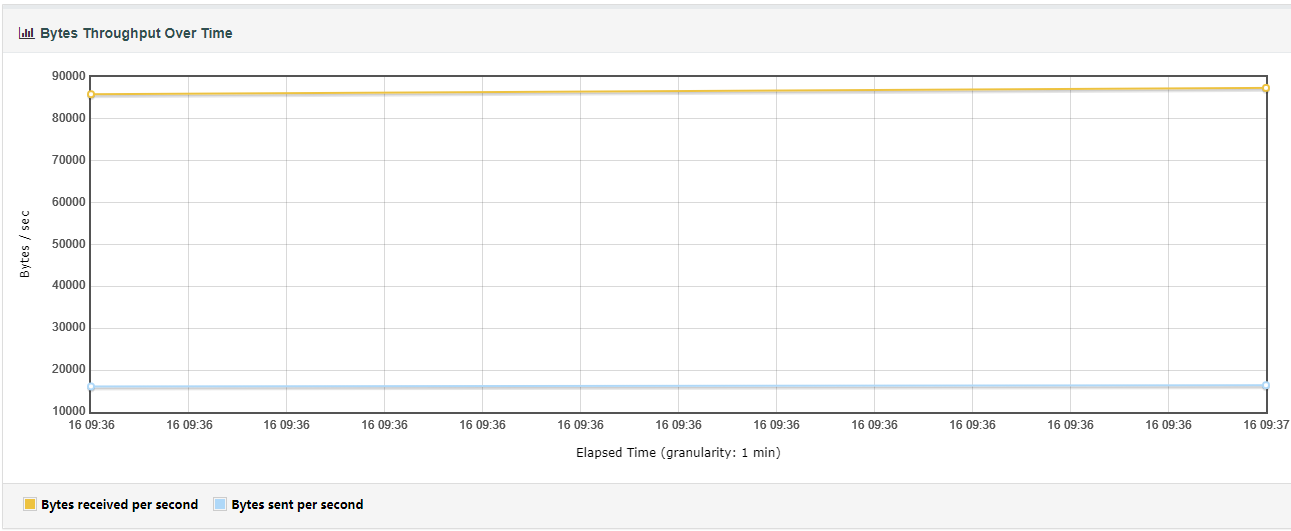 Bytes Throughput Over Time
90000
80000
70000
60000
50000
40000
30000
20000
10000
Bytes / sec
16 09:36 16 09:36 16 09:36 16 09:36 16 09:36 16 09:36 16 09:36 16 09:36 16 09:36 16 09:36 16 09:36 16 09:36 16 09:37
Elapsed Time (granularity: 1 min)
Bytes received per second Bytes sent per second